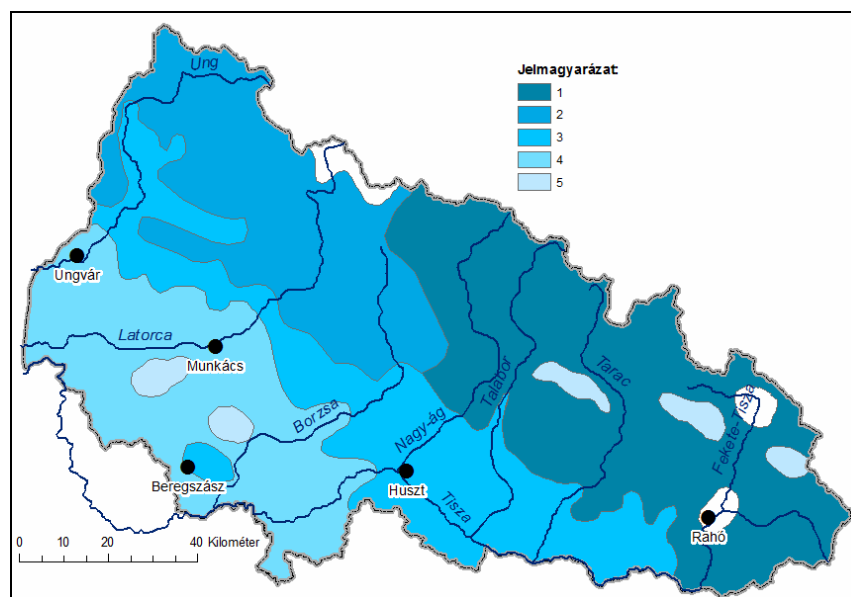 Jelmagyarázat:
1
2
3
4
5
Ung
Ungvár
Latorca
Munkács
Borzsa
Nagy-ág
Talabor
Tarac
Fekete-Tisza
Beregszász
Huszt
Tisza
Rahó
0 10 20 40 Kilométer